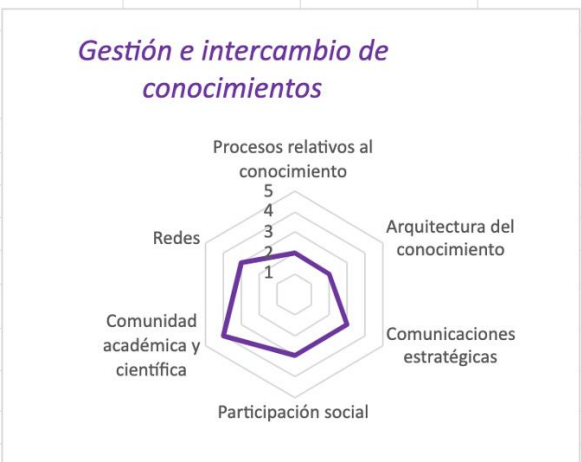 Gestión e intercambio de
conocimientos
Procesos relativos al
conocimiento
5
4
3
2
1
Arquitectura del
conocimiento
Comunicaciones
estratégicas
Participación social
Comunidad
académica y
científica
Redes